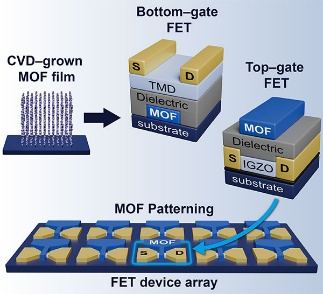 Bottom–gate
FET
CVD–grown
MOF film
S
D
TMD
Dielectric
MOF
substrate
Top–gate
FET
MOF
Dielectric
S
IGZO
D
substrate
MOF Patterning
MOF
S
D
FET device array